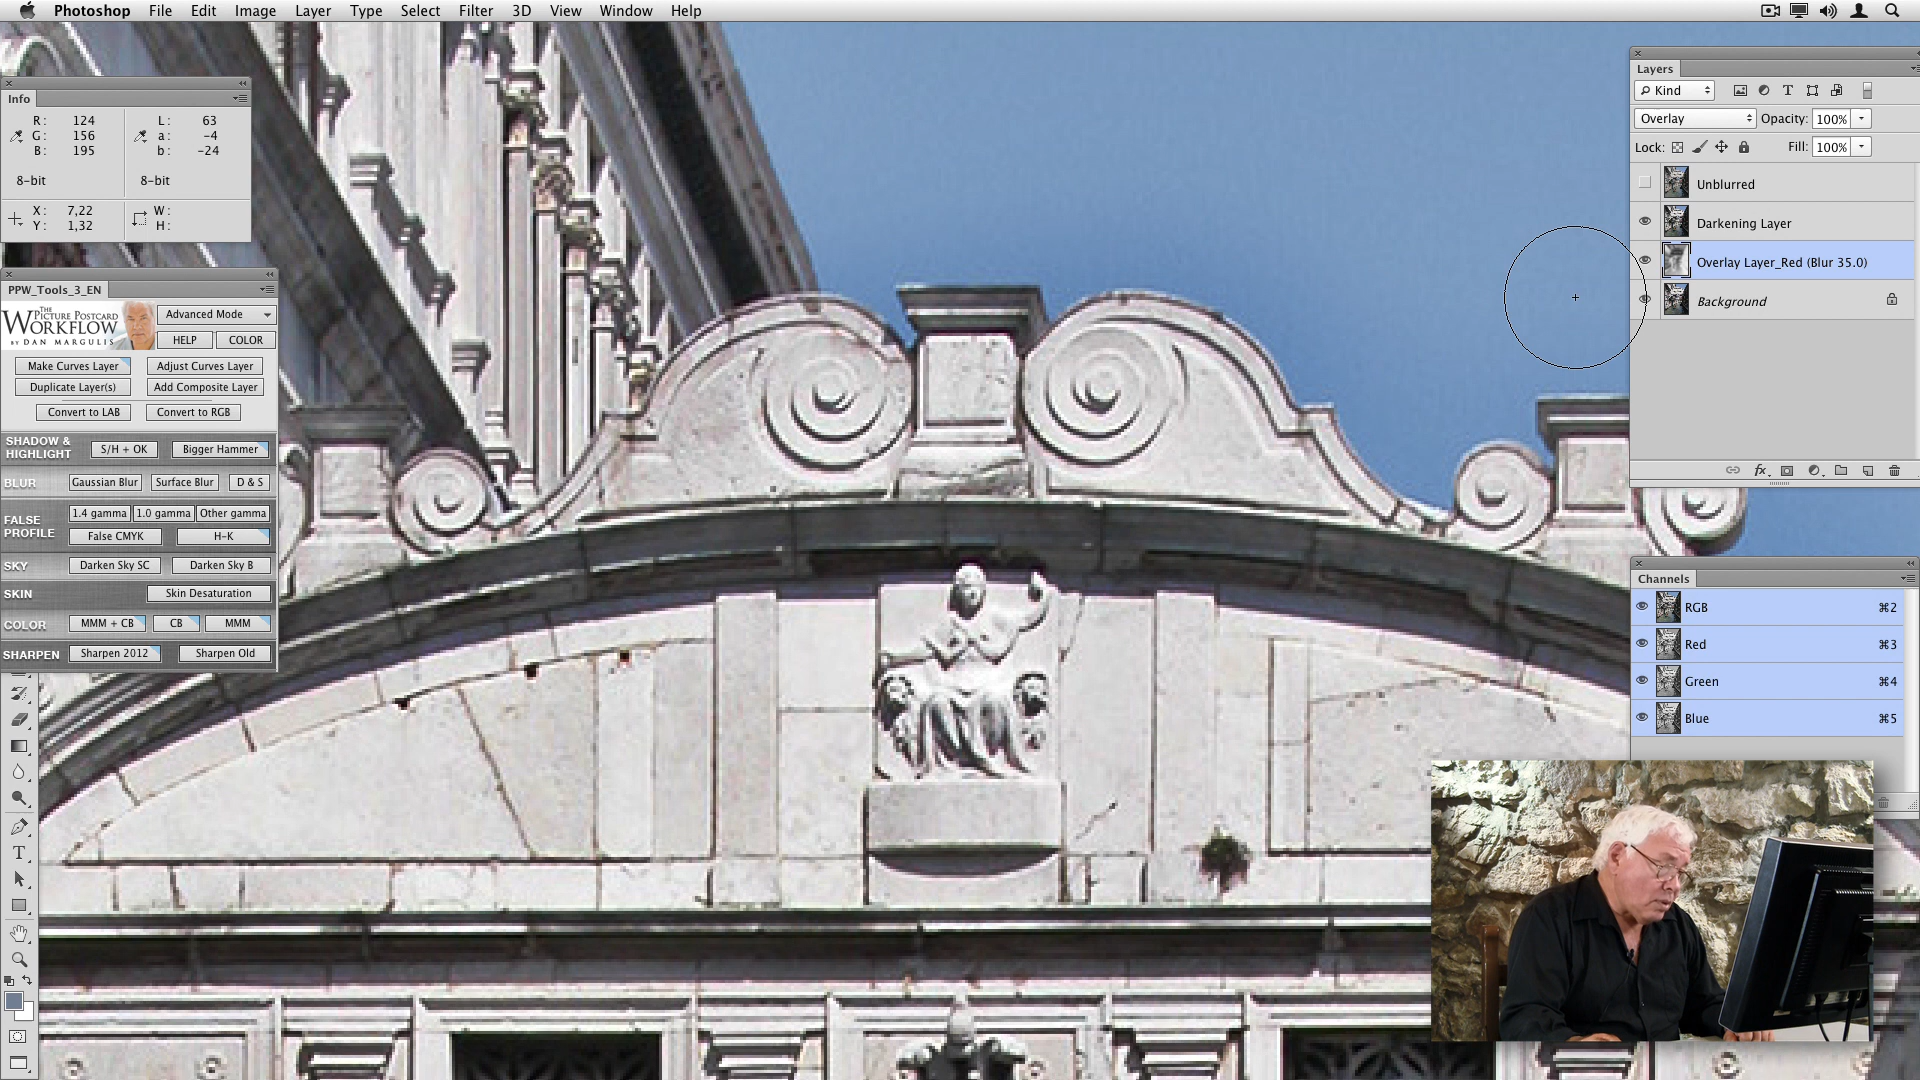 Photoshop File Edit Image Layer Type Select Filter 3D View Window Help
Info
R: 124 L: 63
G: 156 a: -4
B: 195 b: -24
8-bit 8-bit
X: 7,22 W:
Y: 1,32 H:
PPW_Tools_3_EN
THE PICTURE POSTCARD
WORKFLOW
BY DAN MARGULIS
Advanced Mode
HELP COLOR
Make Curves Layer Adjust Curves Layer
Duplicate Layer(s) Add Composite Layer
Convert to LAB Convert to RGB
SHADOW &
HIGHLIGHT
S/H + OK Bigger Hammer
BLUR Gaussian Blur Surface Blur D & S
FALSE
PROFILE
1.4 gamma 1.0 gamma Other gamma
False CMYK H-K
SKY Darken Sky SC Darken Sky B
SKIN Skin Desaturation
COLOR MMM + CB CB MMM
SHARPEN Sharpen 2012 Sharpen Old
Layers
Kind
Overlay Opacity: 100%
Lock: Fill: 100%
Unblurred
Darkening Layer
Overlay Layer_Red (Blur 35.0)
Background
fx
Channels
RGB ⌘2
Red ⌘3
Green ⌘4
Blue ⌘5